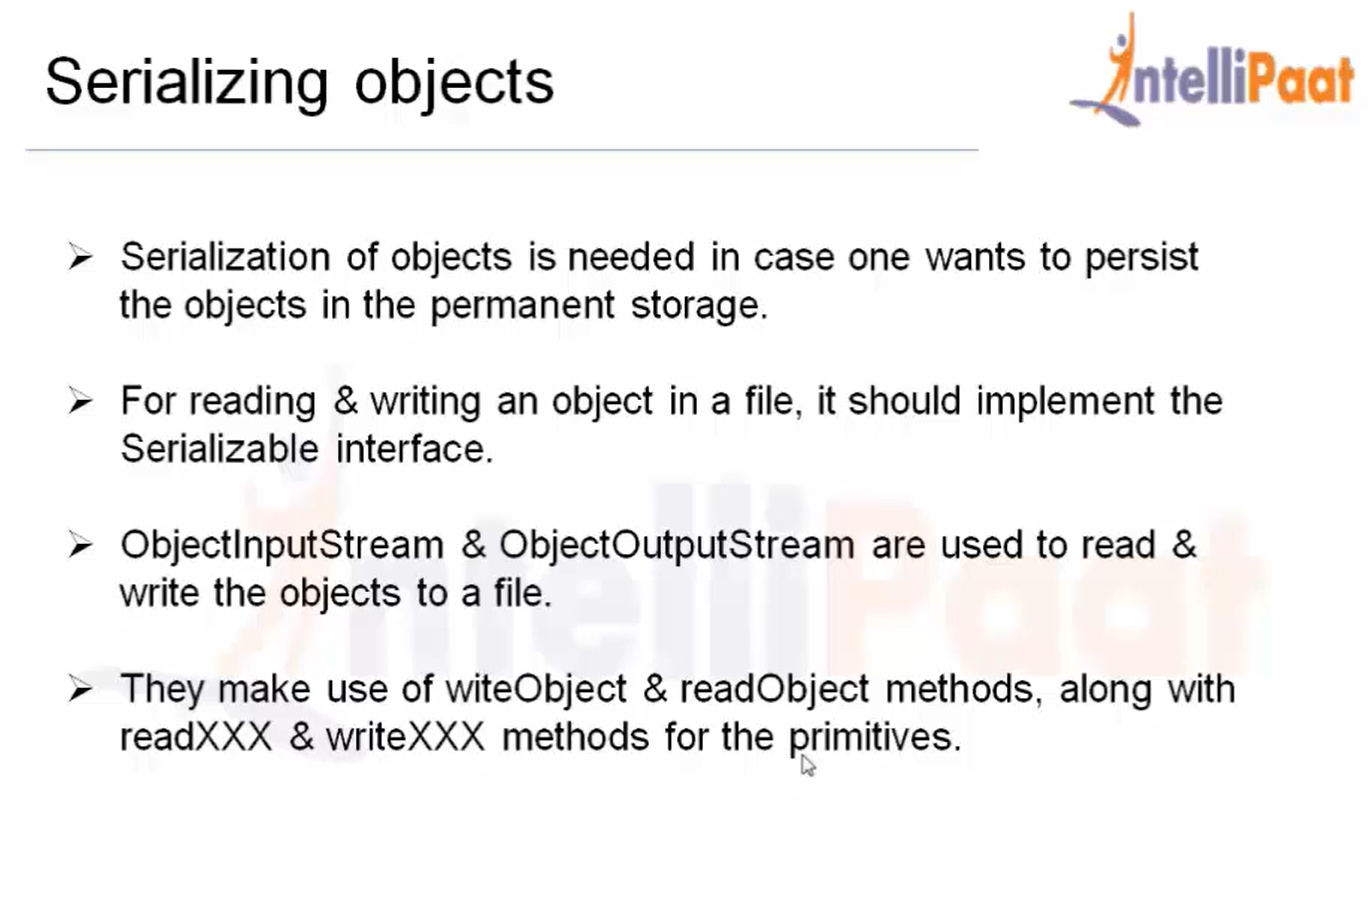 Serializing objects
IntelliPaat
Serialization of objects is needed in case one wants to persist
the objects in the permanent storage.
For reading & writing an object in a file, it should implement the
Serializable interface.
ObjectInputStream & ObjectOutputStream are used to read &
write the objects to a file.
They make use of witeObject & readObject methods, along with
readXXX & writeXXX methods for the primitives.
IntelliPaat